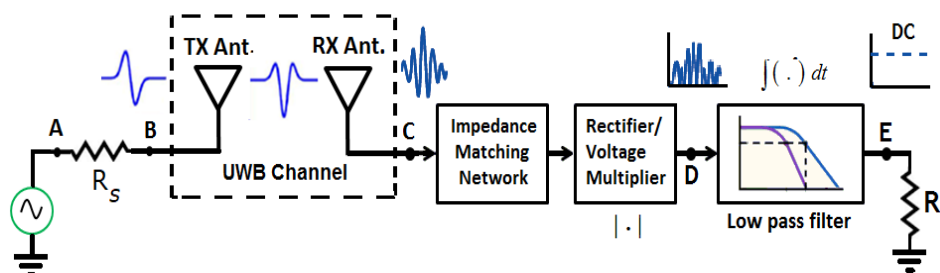 TX Ant.
RX Ant.
DC
∫( . ) dt
A
B
C
D
E
R_s
UWB Channel
Impedance
Matching
Network
Rectifier/
Voltage
Multiplier
| . |
Low pass filter
R